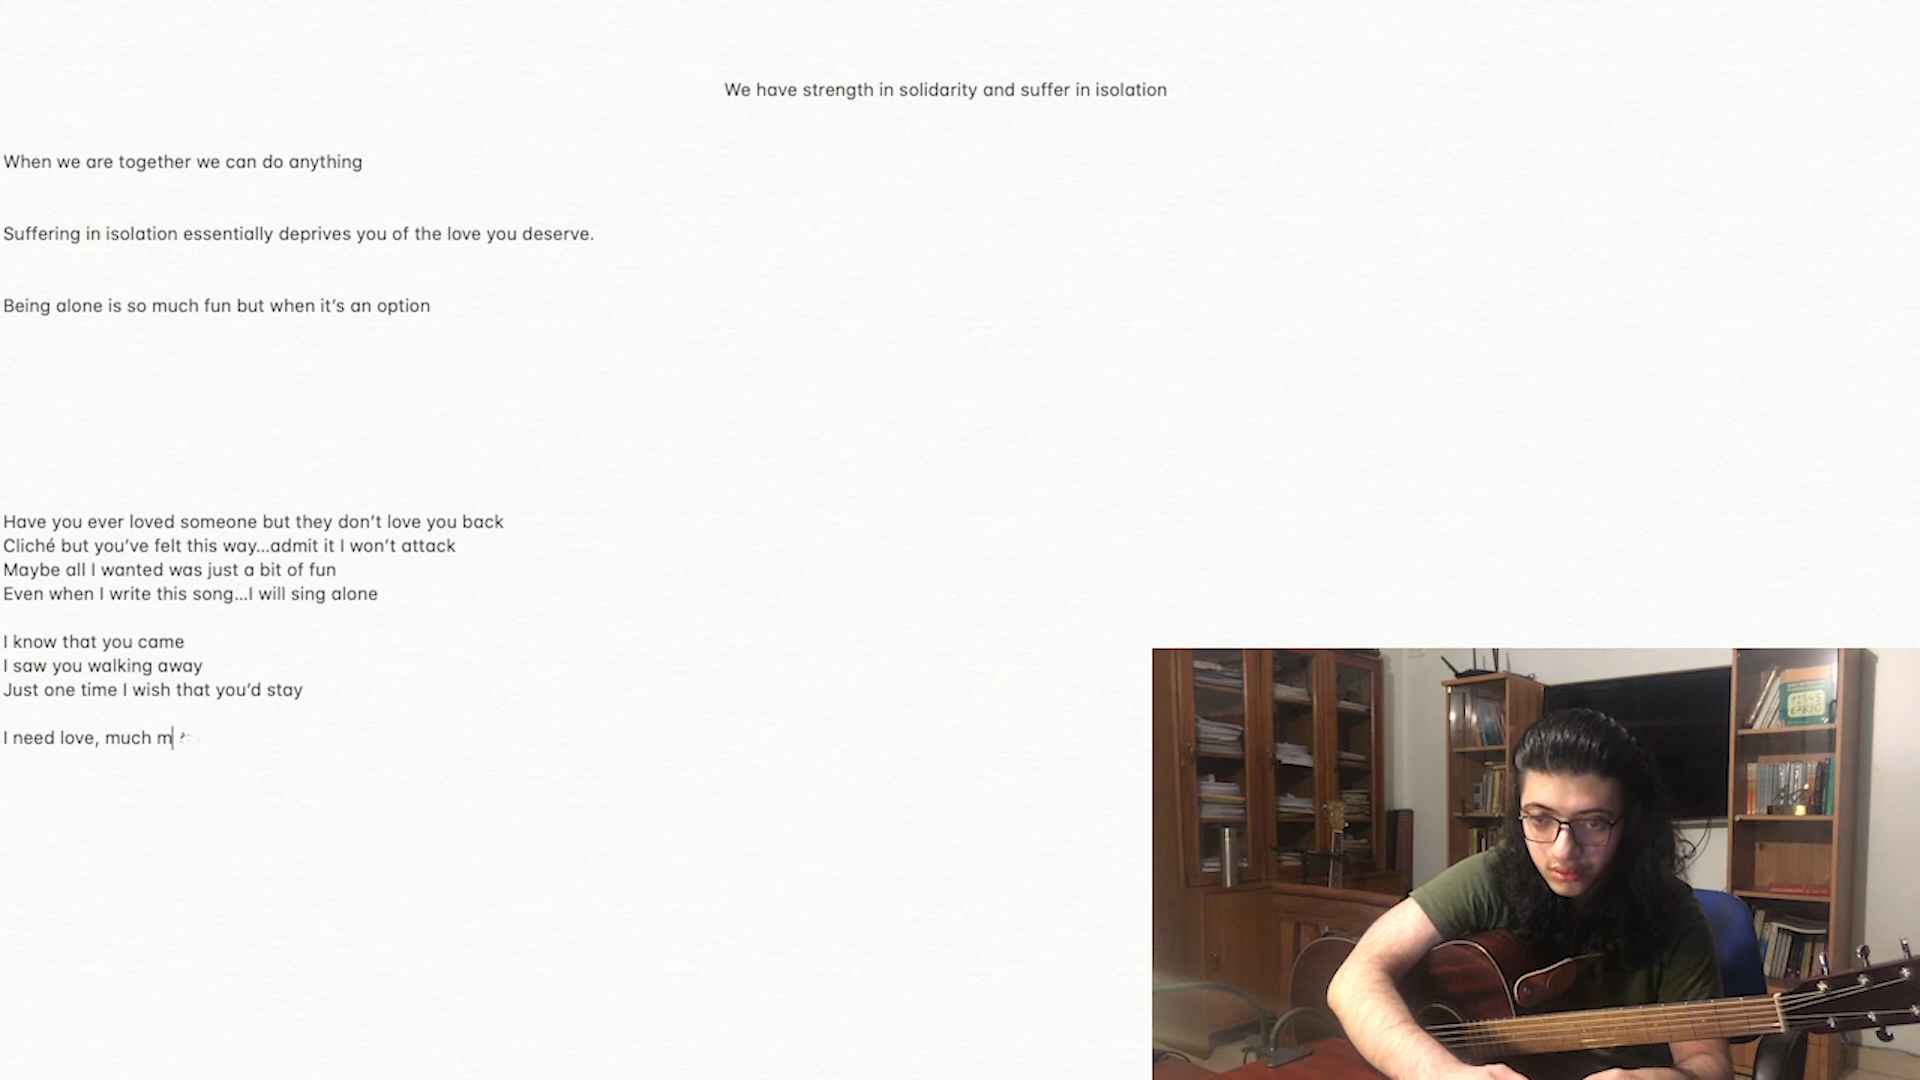 We have strength in solidarity and suffer in isolation
When we are together we can do anything
Suffering in isolation essentially deprives you of the love you deserve.
Being alone is so much fun but when it’s an option
Have you ever loved someone but they don’t love you back
Cliché but you’ve felt this way...admit it I won’t attack
Maybe all I wanted was just a bit of fun
Even when I write this song...I will sing alone
I know that you came
I saw you walking away
Just one time I wish that you’d stay
I need love, much m